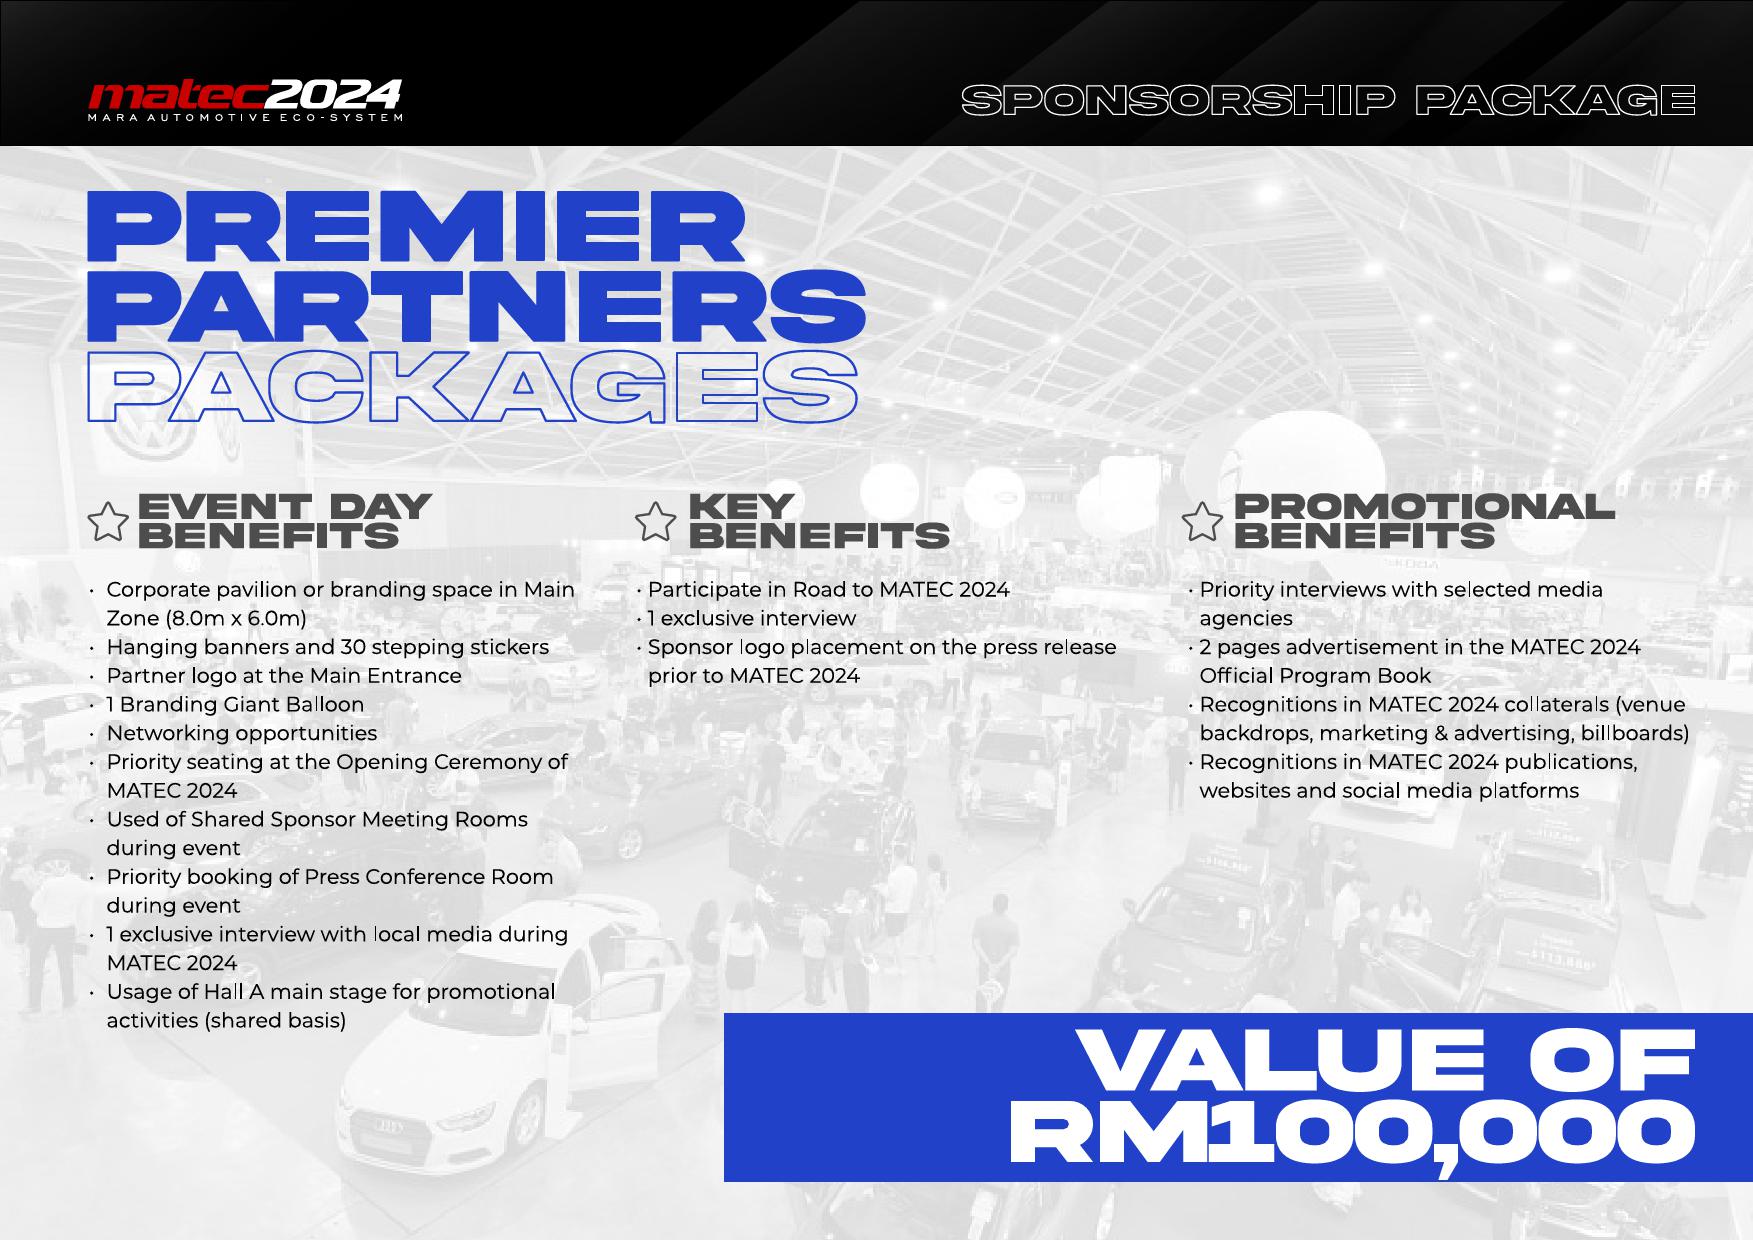 matec2024
MARA AUTOMOTIVE ECO-SYSTEM
SPONSORSHIP PACKAGE
PREMIER
PARTNERS
PACKAGES
EVENT DAY
BENEFITS
• Corporate pavilion or branding space in Main
Zone (8.0m x 6.0m)
• Hanging banners and 30 stepping stickers
• Partner logo at the Main Entrance
• 1 Branding Giant Balloon
• Networking opportunities
• Priority seating at the Opening Ceremony of
MATEC 2024
• Used of Shared Sponsor Meeting Rooms
during event
• Priority booking of Press Conference Room
during event
• 1 exclusive interview with local media during
MATEC 2024
• Usage of Hall A main stage for promotional
activities (shared basis)
KEY
BENEFITS
• Participate in Road to MATEC 2024
• 1 exclusive interview
• Sponsor logo placement on the press release
prior to MATEC 2024
PROMOTIONAL
BENEFITS
• Priority interviews with selected media
agencies
• 2 pages advertisement in the MATEC 2024
Official Program Book
• Recognitions in MATEC 2024 collaterals (venue
backdrops, marketing & advertising, billboards)
• Recognitions in MATEC 2024 publications,
websites and social media platforms
SKODA
VALUE OF
RM100,000